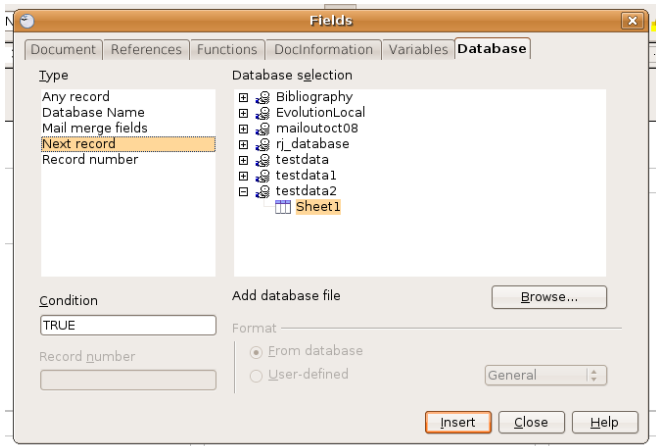 Fields
Document References Functions DocInformation Variables Database
Type
Any record
Database Name
Mail merge fields
Next record
Record number
Database selection
Bibliography
EvolutionLocal
mailoutoct08
rj_database
testdata
testdata1
testdata2
Sheet1
Condition
TRUE
Record number
Add database file
Browse...
Format
From database
User-defined
General
Insert Close Help